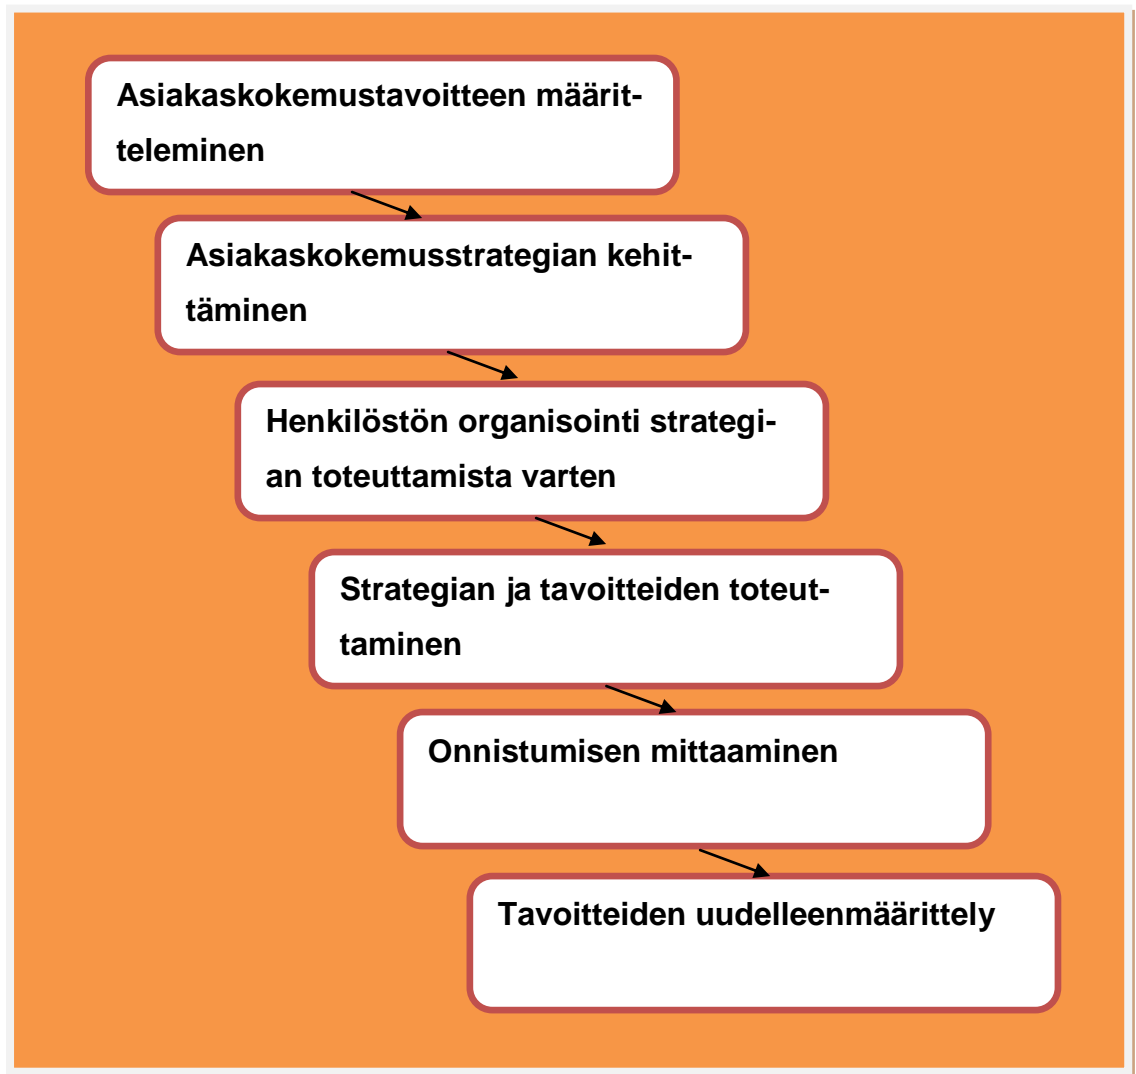 Asiakaskokemustavoitteen määrit-
teleminen
Asiakaskokemusstrategian kehit-
täminen
Henkilöstön organisointi strategi-
an toteuttamista varten
Strategian ja tavoitteiden toteut-
taminen
Onnistumisen mittaaminen
Tavoitteiden uudelleenmäärittely